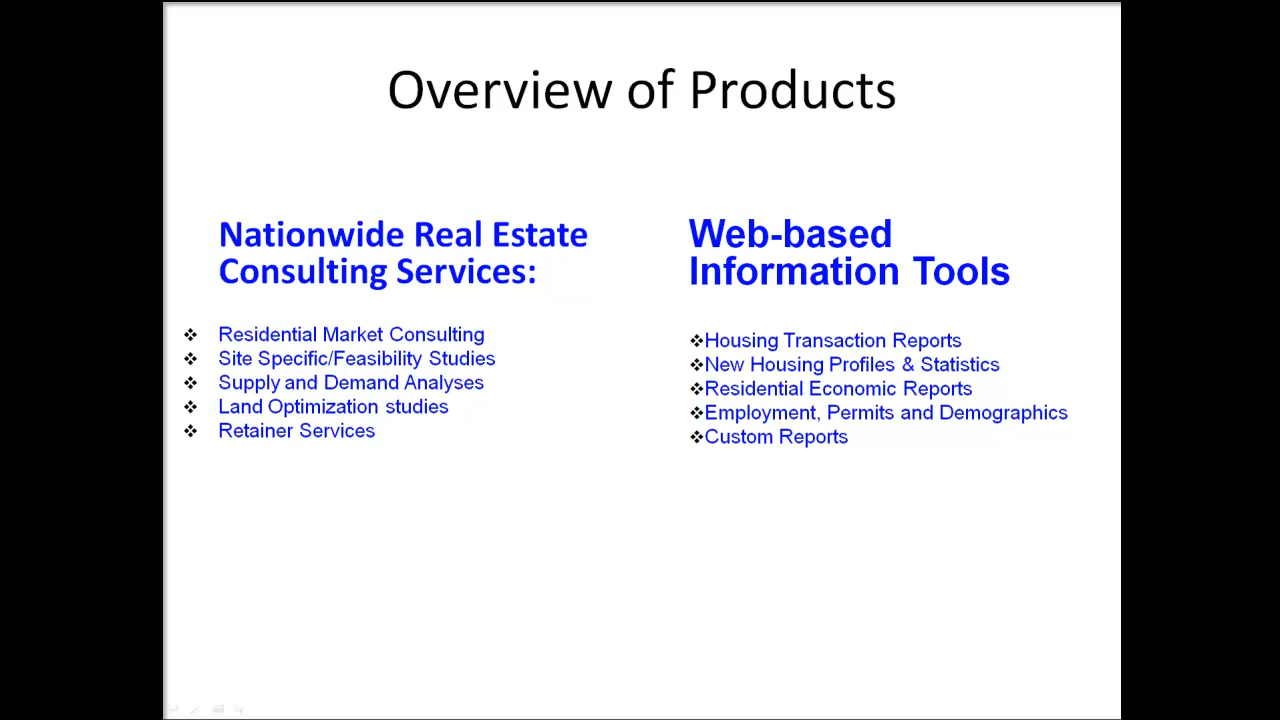 Overview of Products
Nationwide Real Estate
Consulting Services:
❖ Residential Market Consulting
❖ Site Specific/Feasibility Studies
❖ Supply and Demand Analyses
❖ Land Optimization studies
❖ Retainer Services
Web-based
Information Tools
❖Housing Transaction Reports
❖New Housing Profiles & Statistics
❖Residential Economic Reports
❖Employment, Permits and Demographics
❖Custom Reports